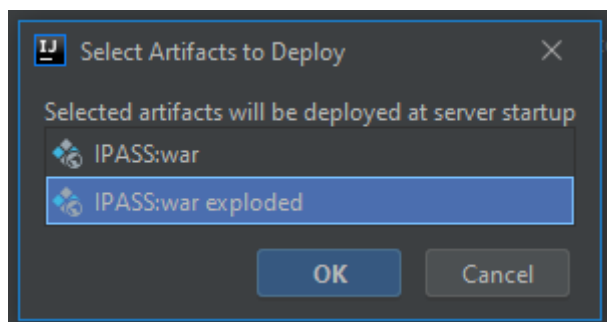 IJ
Select Artifacts to Deploy
Selected artifacts will be deployed at server startup
IPASS:war
IPASS:war exploded
OK Cancel